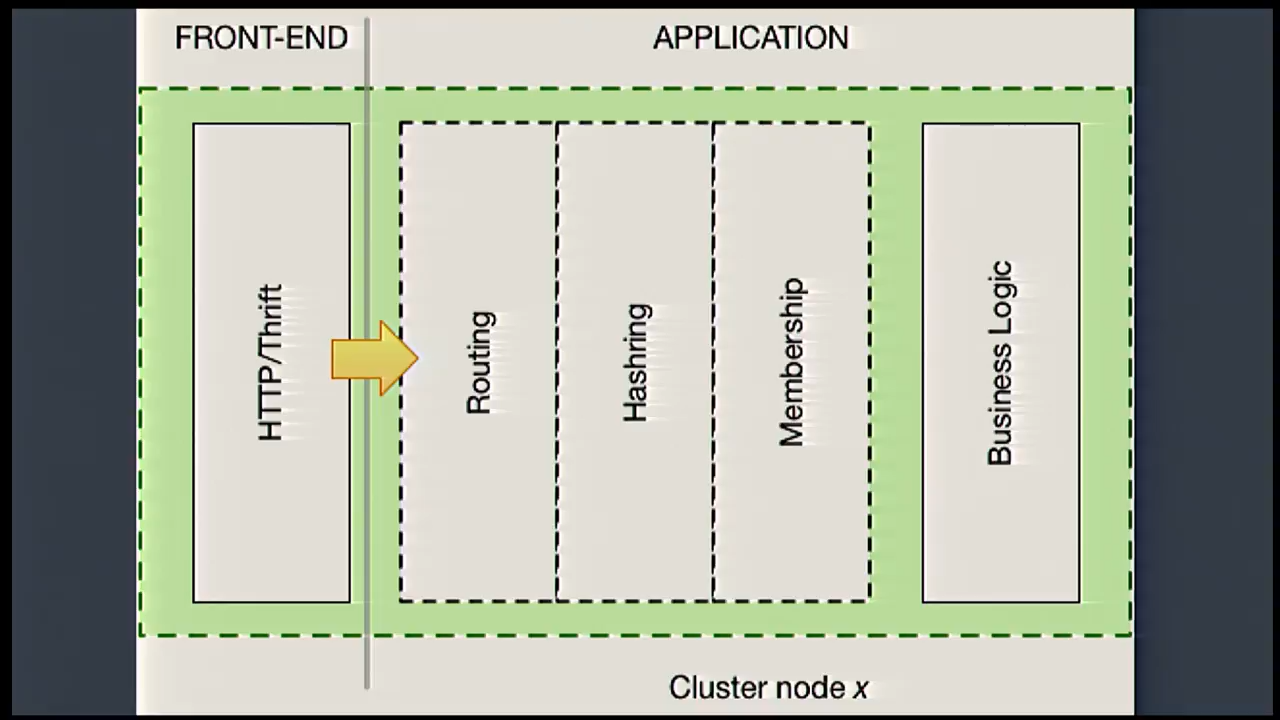 FRONT-END
APPLICATION
HTTP/Thrift
Routing
Hashring
Membership
Business Logic
Cluster node x